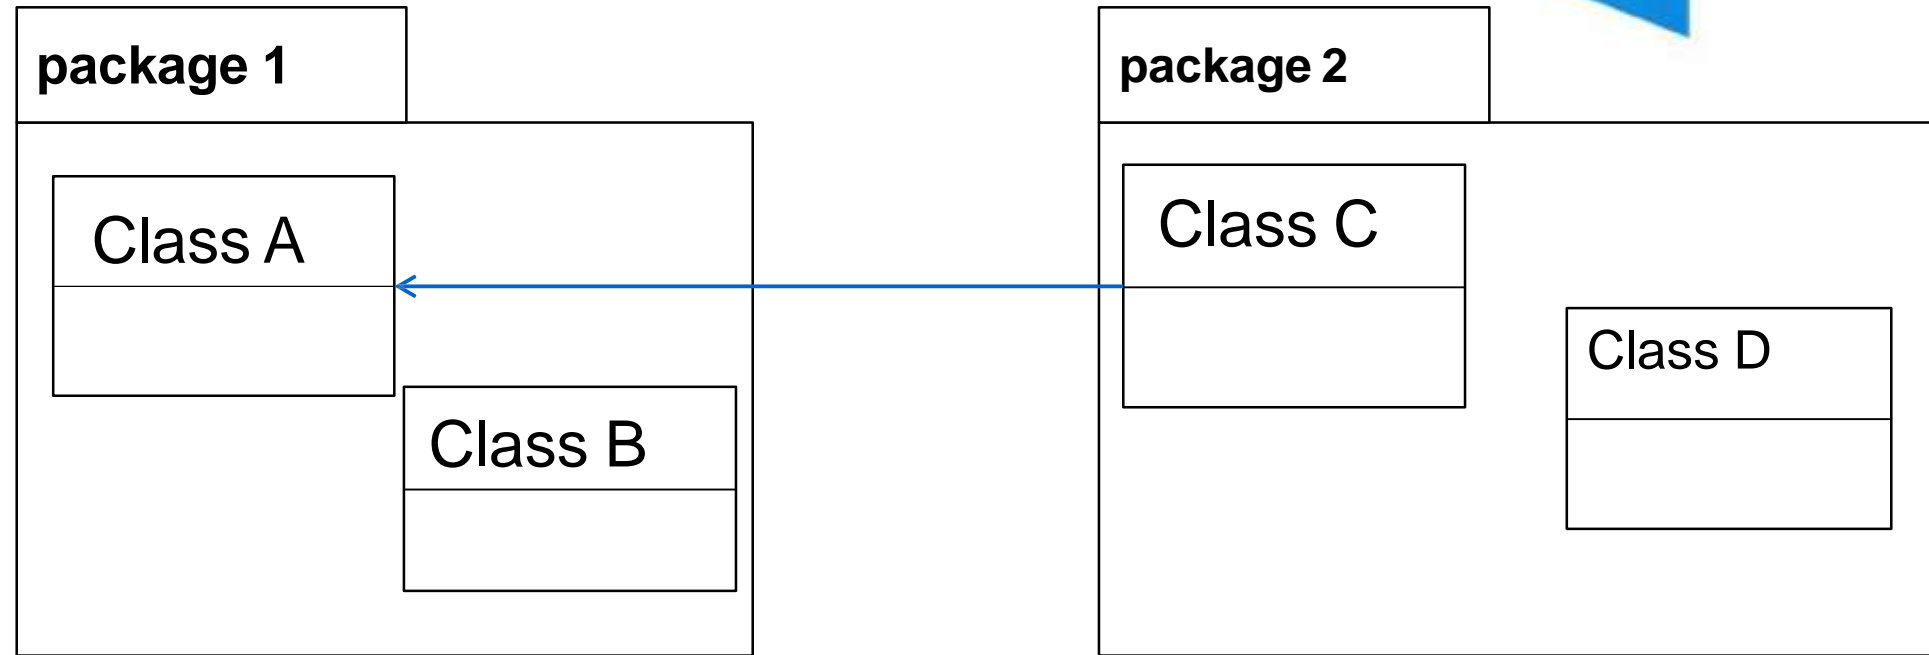 package 1
package 2
Class A
Class C
Class D
Class B